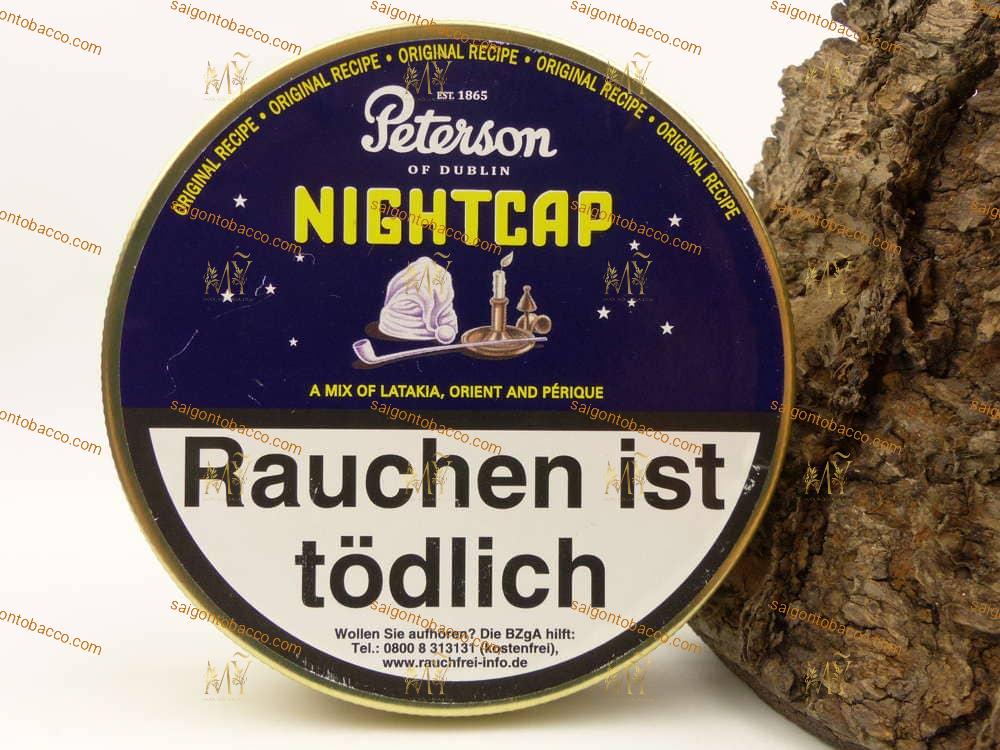 ORIGINAL RECIPE • ORIGINAL RECIPE • ORIGINAL RECIPE • ORIGINAL RECIPE • ORIGINAL RECIPE
EST. 1865
Peterson
OF DUBLIN
NIGHTCAP
A MIX OF LATAKIA, ORIENT AND PÉRIQUE
Rauchen ist
tödlich
Wollen Sie aufhören? Die BZgA hilft:
Tel.: 0800 8 313131 (kostenfrei),
www.rauchfrei-info.de
saigontobacco.com
MỸ